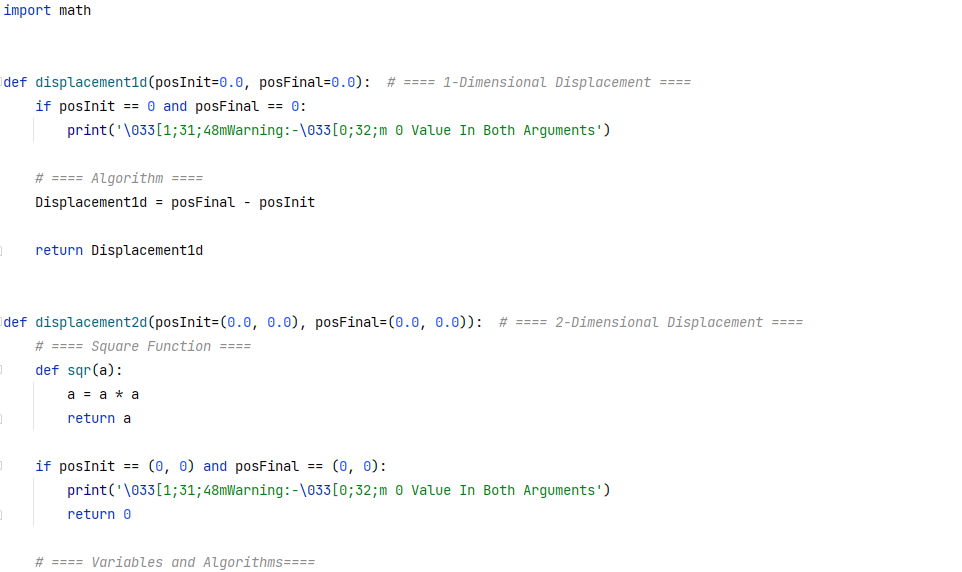 import math
def displacement1d(posInit=0.0, posFinal=0.0):  # ==== 1-Dimensional Displacement ====
    if posInit == 0 and posFinal == 0:
        print('\033[1;31;48mWarning:-\033[0;32;m 0 Value In Both Arguments')
    # ==== Algorithm ====
    Displacement1d = posFinal - posInit
    return Displacement1d
def displacement2d(posInit=(0.0, 0.0), posFinal=(0.0, 0.0)):  # ==== 2-Dimensional Displacement ====
    # ==== Square Function ====
    def sqr(a):
        a = a * a
        return a
    if posInit == (0, 0) and posFinal == (0, 0):
        print('\033[1;31;48mWarning:-\033[0;32;m 0 Value In Both Arguments')
        return 0
    # ==== Variables and Algorithms====